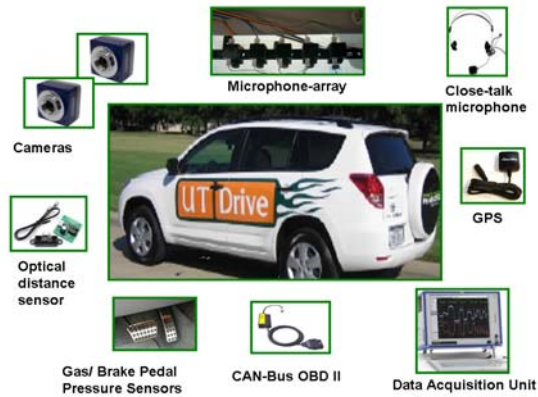 Microphone-array
Close-talk
microphone
Cameras
UT Drive
GPS
Optical
distance
sensor
Gas/ Brake Pedal
Pressure Sensors
CAN-Bus OBD II
Data Acquisition Unit